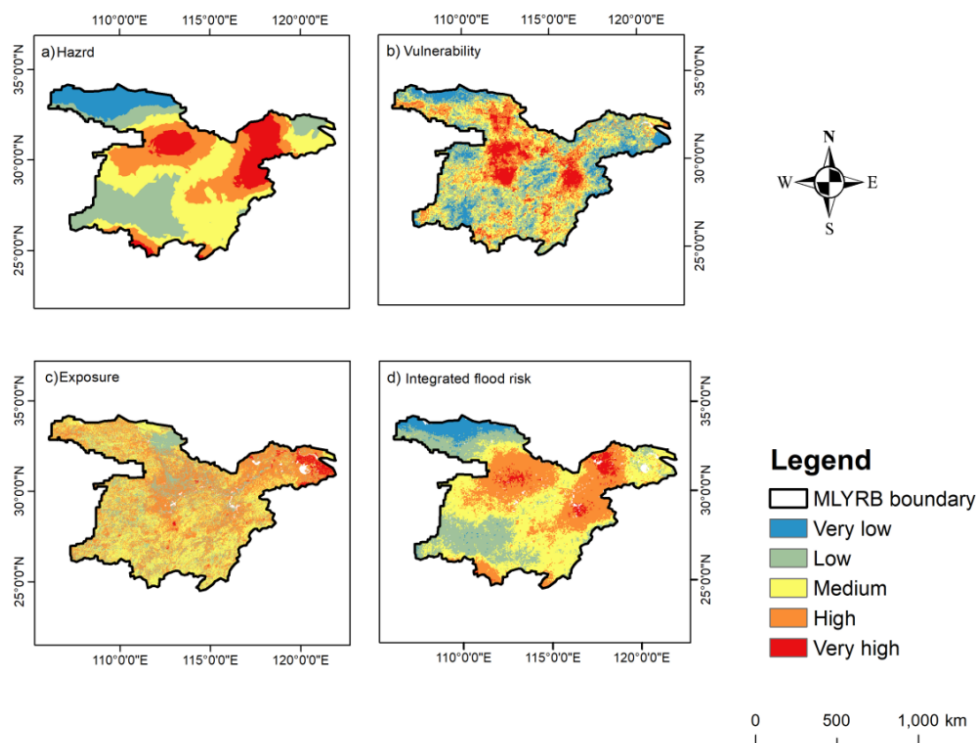 110°0'0"E 115°0'0"E 120°0'0"E 110°0'0"E 115°0'0"E 120°0'0"E
a) Hazrd
b) Vulnerability
35°0'0"N
30°0'0"N
25°0'0"N
35°0'0"N
30°0'0"N
25°0'0"N
N
W E
S
c) Exposure
d) Integrated flood risk
35°0'0"N
30°0'0"N
25°0'0"N
35°0'0"N
30°0'0"N
25°0'0"N
110°0'0"E 115°0'0"E 120°0'0"E 110°0'0"E 115°0'0"E 120°0'0"E
Legend
MLYRB boundary
Very low
Low
Medium
High
Very high
0 500 1,000 km